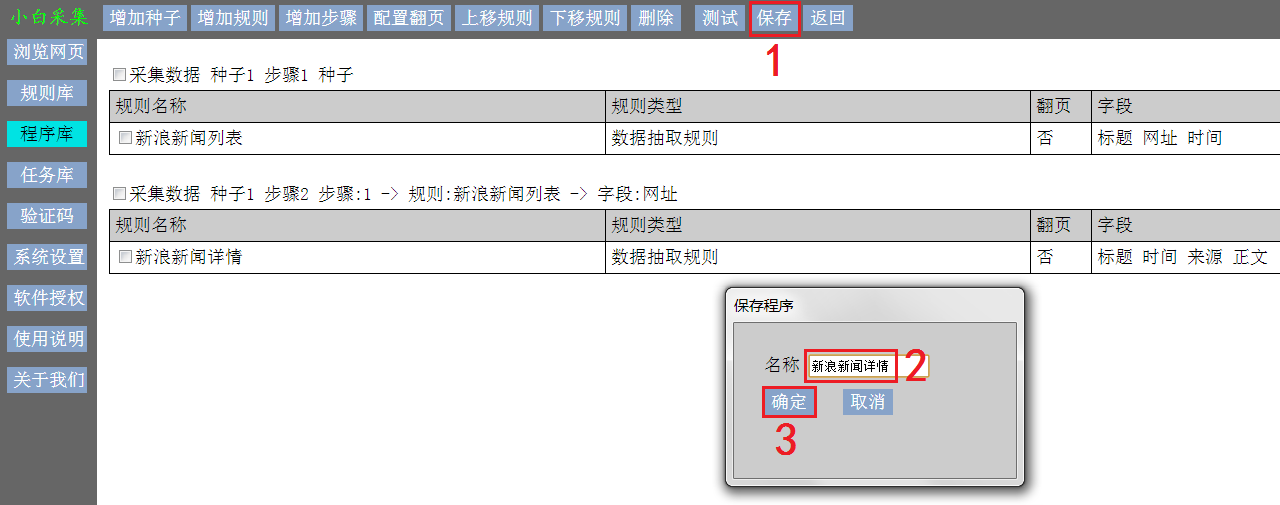 小白采集 增加种子 增加规则 增加步骤 配置翻页 上移规则 下移规则 删除 测试 保存 返回
1
浏览网页
规则库
程序库
任务库
验证码
系统设置
软件授权
使用说明
关于我们
采集数据 种子1 步骤1 种子
规则名称 规则类型 翻页 字段
新浪新闻列表 数据抽取规则 否 标题 网址 时间
采集数据 种子1 步骤2 步骤:1 -> 规则:新浪新闻列表 -> 字段:网址
规则名称 规则类型 翻页 字段
新浪新闻详情 数据抽取规则 否 标题 时间 来源 正文
保存程序
名称 新浪新闻详情 2
确定 取消
3